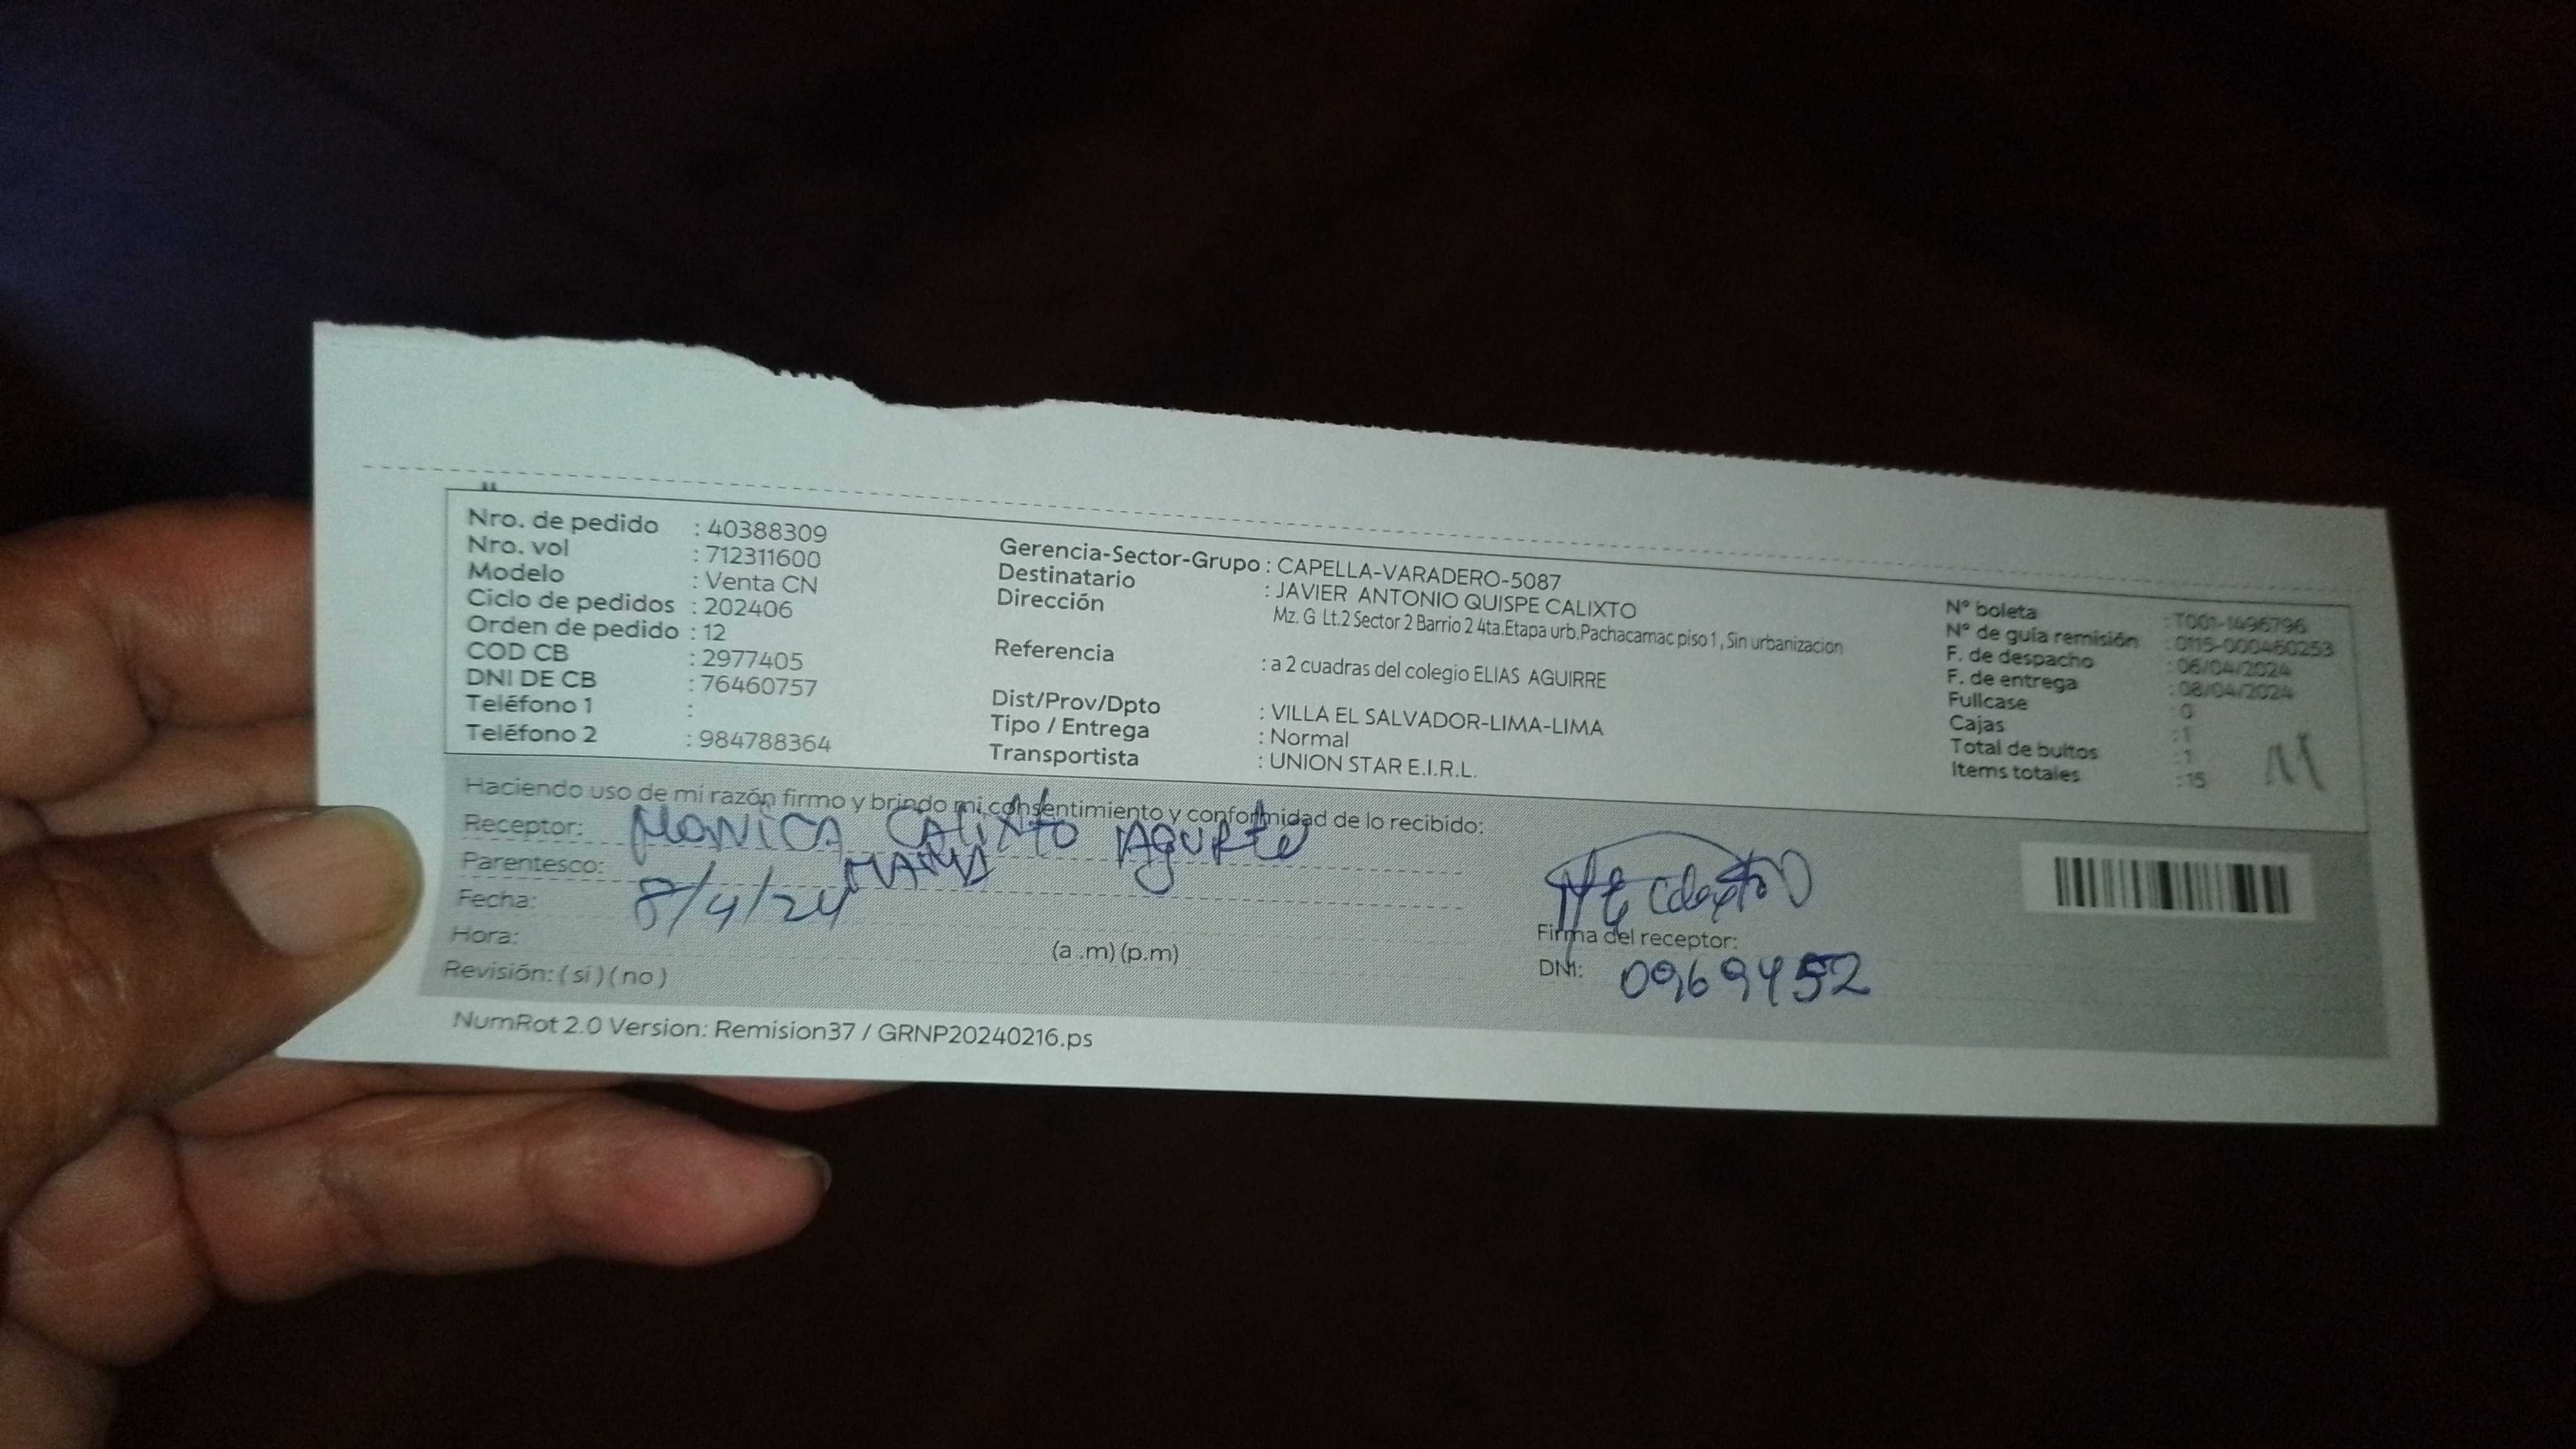 Nro. de pedido : 40388309
Nro. vol : 712311600
Modelo : Venta CN
Ciclo de pedidos : 202406
Orden de pedido : 12
COD CB : 2977405
DNI DE CB : 76460757
Teléfono 1 :
Teléfono 2 : 984788364
Gerencia-Sector-Grupo : CAPELLA-VARADERO-5087
Destinatario : JAVIER ANTONIO QUISPE CALIXTO
Dirección Mz. G Lt.2 Sector 2 Barrio 2 4ta.Etapa urb.Pachacamac piso 1 , Sin urbanizacion
Referencia : a 2 cuadras del colegio ELIAS AGUIRRE
Dist/Prov/Dpto : VILLA EL SALVADOR-LIMA-LIMA
Tipo / Entrega : Normal
Transportista : UNION STAR E.I.R.L.
N° boleta : T001-1496796
N° de guía remisión : 0115-000460253
F. de despacho : 06/04/2024
F. de entrega : 08/04/2024
Fullcase : 0
Cajas : 1
Total de bultos : 1
Items totales : 15
Haciendo uso de mi razón firmo y brindo mi consentimiento y conformidad de lo recibido:
Receptor: MONICA CALIXTO AGURTO
Parentesco: MAMA
Fecha: 8/4/24
Hora: (a .m) (p.m)
Revisión: ( si ) ( no )
Calixto
Firma del receptor:
DNI: 09694452
NumRot 2.0 Version: Remision37 / GRNP20240216.ps